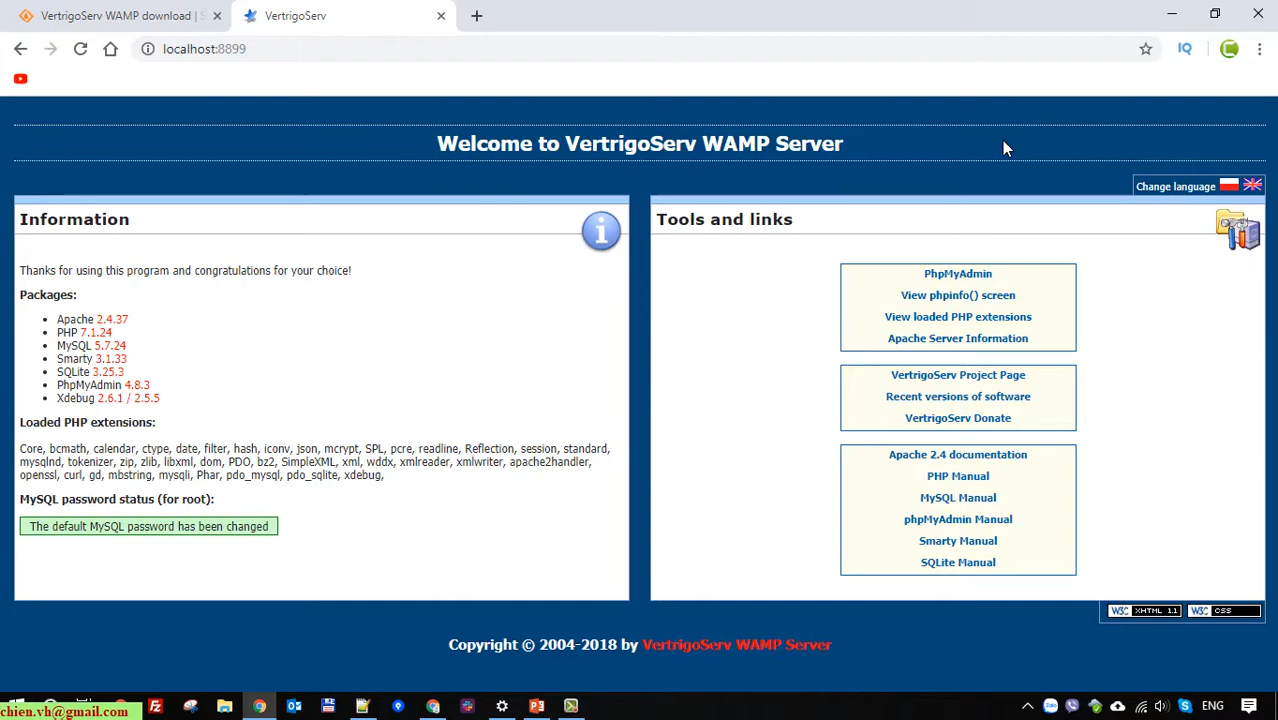 VertrigoServ WAMP download | S
VertrigoServ
localhost:8899
IQ
Welcome to VertrigoServ WAMP Server
Change language
Information
Thanks for using this program and congratulations for your choice!
Packages:
Apache 2.4.37
PHP 7.1.24
MySQL 5.7.24
Smarty 3.1.33
SQLite 3.25.3
PhpMyAdmin 4.8.3
Xdebug 2.6.1 / 2.5.5
Loaded PHP extensions:
Core, bcmath, calendar, ctype, date, filter, hash, iconv, json, mcrypt, SPL, pcre, readline, Reflection, session, standard,
mysqlnd, tokenizer, zip, zlib, libxml, dom, PDO, bz2, SimpleXML, xml, wddx, xmlreader, xmlwriter, apache2handler,
openssl, curl, gd, mbstring, mysqli, Phar, pdo_mysql, pdo_sqlite, xdebug,
MySQL password status (for root):
The default MySQL password has been changed
Tools and links
PhpMyAdmin
View phpinfo() screen
View loaded PHP extensions
Apache Server Information
VertrigoServ Project Page
Recent versions of software
VertrigoServ Donate
Apache 2.4 documentation
PHP Manual
MySQL Manual
phpMyAdmin Manual
Smarty Manual
SQLite Manual
W3C XHTML 1.1
W3C CSS
Copyright © 2004-2018 by VertrigoServ WAMP Server
chien.vh@gmail.com
ENG